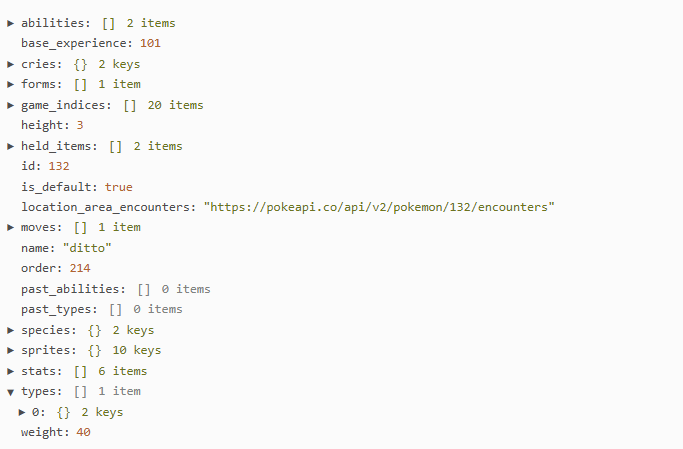 ▶ abilities: [] 2 items
base_experience: 101
▶ cries: {} 2 keys
▶ forms: [] 1 item
▶ game_indices: [] 20 items
height: 3
▶ held_items: [] 2 items
id: 132
is_default: true
location_area_encounters: "https://pokeapi.co/api/v2/pokemon/132/encounters"
▶ moves: [] 1 item
name: "ditto"
order: 214
past_abilities: [] 0 items
past_types: [] 0 items
▶ species: {} 2 keys
▶ sprites: {} 10 keys
▶ stats: [] 6 items
▼ types: [] 1 item
▶ 0: {} 2 keys
weight: 40